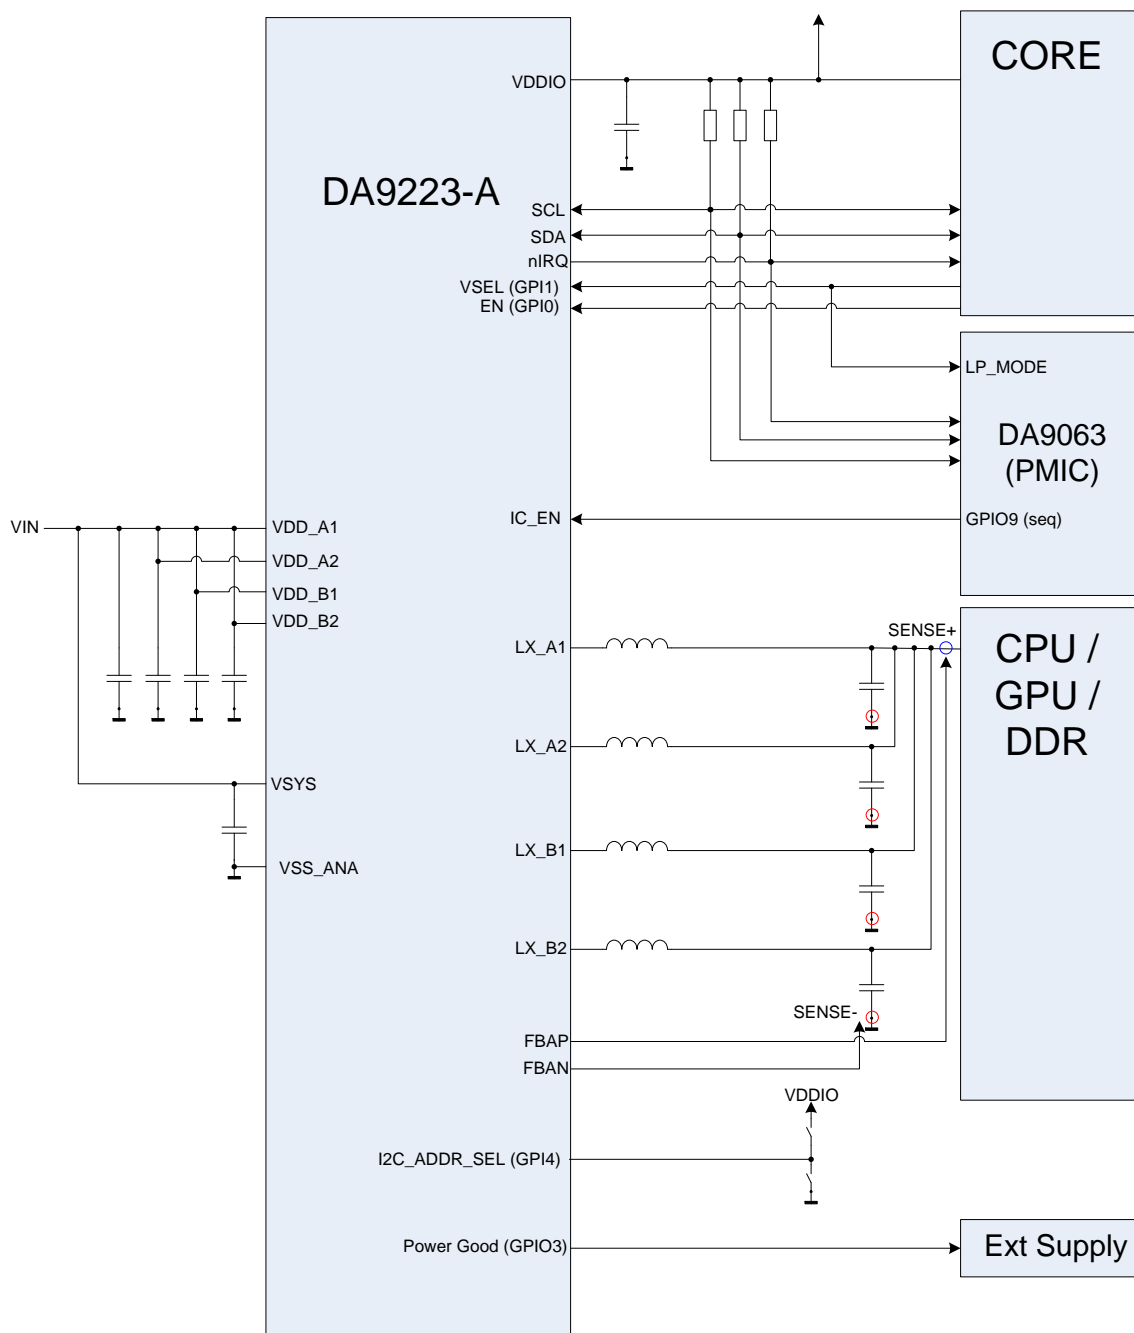 CORE
VDDIO
DA9223-A
SCL
SDA
nIRQ
VSEL (GPI1)
EN (GPI0)
LP_MODE
DA9063
(PMIC)
VIN
VDD_A1
IC_EN
GPIO9 (seq)
VDD_A2
VDD_B1
VDD_B2
SENSE+
LX_A1
CPU /
GPU /
DDR
LX_A2
VSYS
LX_B1
VSS_ANA
LX_B2
SENSE-
FBAP
FBAN
VDDIO
I2C_ADDR_SEL (GPI4)
Power Good (GPIO3)
Ext Supply